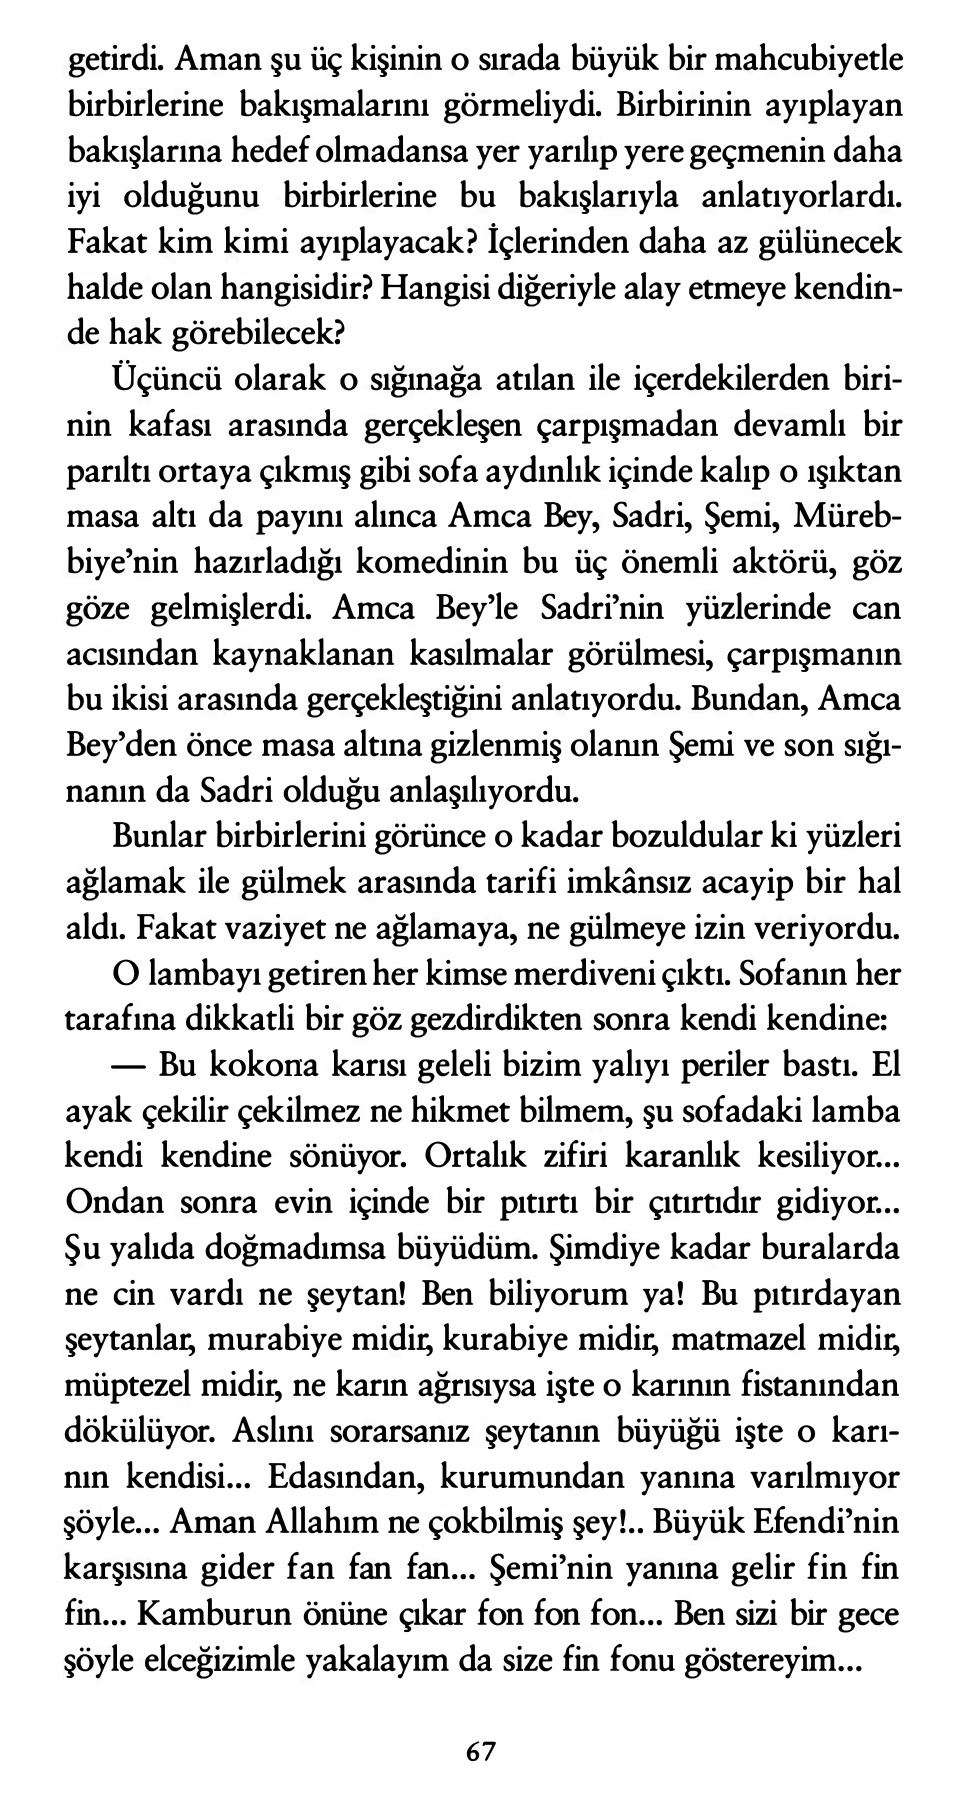 getirdi. Aman şu üç kişinin o sırada büyük bir mahcubiyetle
birbirlerine bakışmalarını görmeliydi. Birbirinin ayıplayan
bakışlarına hedef olmadansa yer yarılıp yere geçmenin daha
iyi olduğunu birbirlerine bu bakışlarıyla anlatıyorlardı.
Fakat kim kimi ayıplayacak? İçlerinden daha az gülünecek
halde olan hangisidir? Hangisi diğeriyle alay etmeye kendin-
de hak görebilecek?
Üçüncü olarak o sığınağa atılan ile içerdekilerden biri-
nin kafası arasında gerçekleşen çarpışmadan devamlı bir
parıltı ortaya çıkmış gibi sofa aydınlık içinde kalıp o ışıktan
masa altı da payını alınca Amca Bey, Sadri, Şemi, Müreb-
biye’nin hazırladığı komedinin bu üç önemli aktörü, göz
göze gelmişlerdi. Amca Bey’le Sadri’nin yüzlerinde can
acısından kaynaklanan kasılmalar görülmesi, çarpışmanın
bu ikisi arasında gerçekleştiğini anlatıyordu. Bundan, Amca
Bey’den önce masa altına gizlenmiş olanın Şemi ve son sığı-
nanın da Sadri olduğu anlaşılıyordu.
Bunlar birbirlerini görünce o kadar bozuldular ki yüzleri
ağlamak ile gülmek arasında tarifi imkânsız acayip bir hal
aldı. Fakat vaziyet ne ağlamaya, ne gülmeye izin veriyordu.
O lambayı getiren her kimse merdiveni çıktı. Sofanın her
tarafına dikkatli bir göz gezdirdikten sonra kendi kendine:
— Bu kokona karısı geleli bizim yalıyı periler bastı. El
ayak çekilir çekilmez ne hikmet bilmem, şu sofadaki lamba
kendi kendine sönüyor. Ortalık zifiri karanlık kesiliyor...
Ondan sonra evin içinde bir pıtırtı bir çıtırtıdır gidiyor...
Şu yalıda doğmadımsa büyüdüm. Şimdiye kadar buralarda
ne cin vardı ne şeytan! Ben biliyorum ya! Bu pıtırdayan
şeytanlar, murabiye midir, kurabiye midir, matmazel midir,
müptezel midir, ne karın ağrısıysa işte o karının fistanından
dökülüyor. Aslını sorarsanız şeytanın büyüğü işte o karı-
nın kendisi... Edasından, kurumundan yanına varılmıyor
şöyle... Aman Allahım ne çokbilmiş şey!.. Büyük Efendi’nin
karşısına gider fan fan fan... Şemi’nin yanına gelir fin fin
fin... Kamburun önüne çıkar fon fon fon... Ben sizi bir gece
şöyle elceğizimle yakalayım da size fin fonu göstereyim...
67